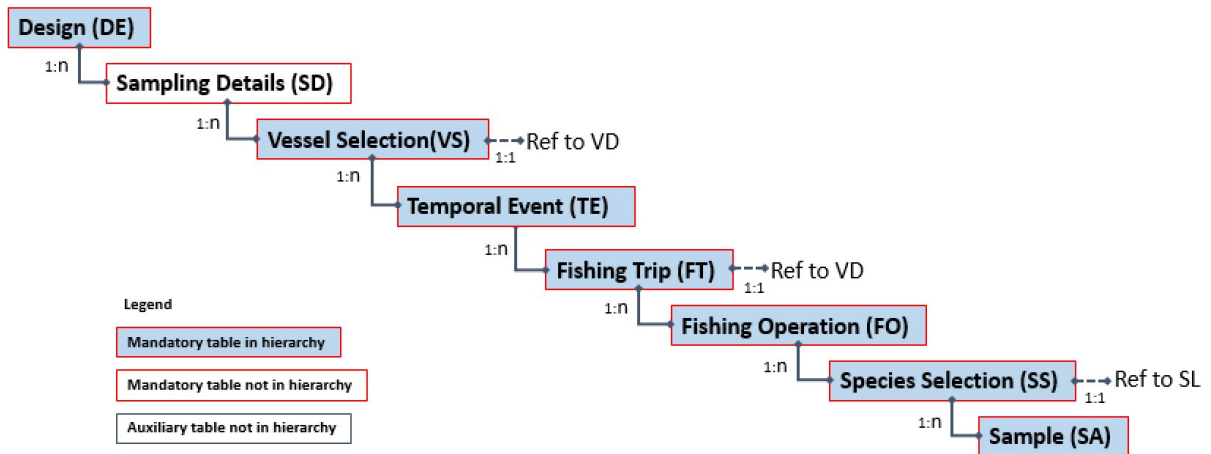 Design (DE)
1:n
Sampling Details (SD)
1:n
Vessel Selection(VS)
1:1
Ref to VD
1:n
Temporal Event (TE)
1:n
Fishing Trip (FT)
1:1
Ref to VD
1:n
Fishing Operation (FO)
1:n
Species Selection (SS)
1:1
Ref to SL
1:n
Sample (SA)
Legend
Mandatory table in hierarchy
Mandatory table not in hierarchy
Auxiliary table not in hierarchy